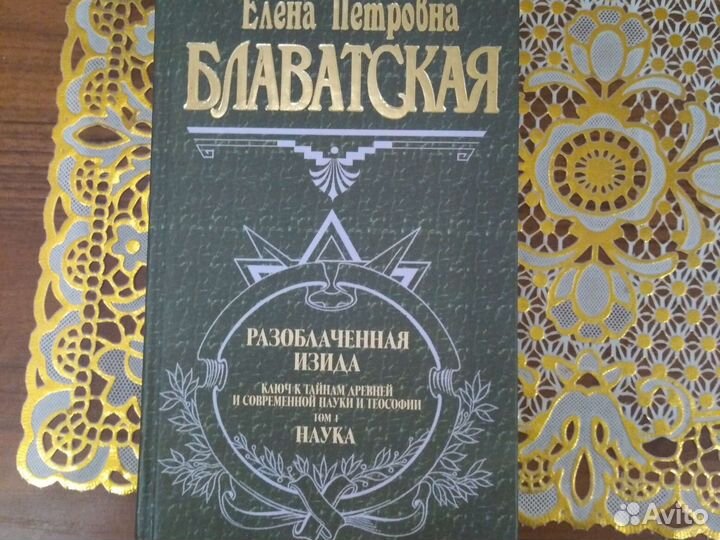 Елена Петровна
БЛАВАТСКАЯ
РАЗОБЛАЧЕННАЯ
ИЗИДА
КЛЮЧ К ТАЙНАМ ДРЕВНЕЙ
И СОВРЕМЕННОЙ НАУКИ И ТЕОСОФИИ
ТОМ 1
НАУКА
Avito